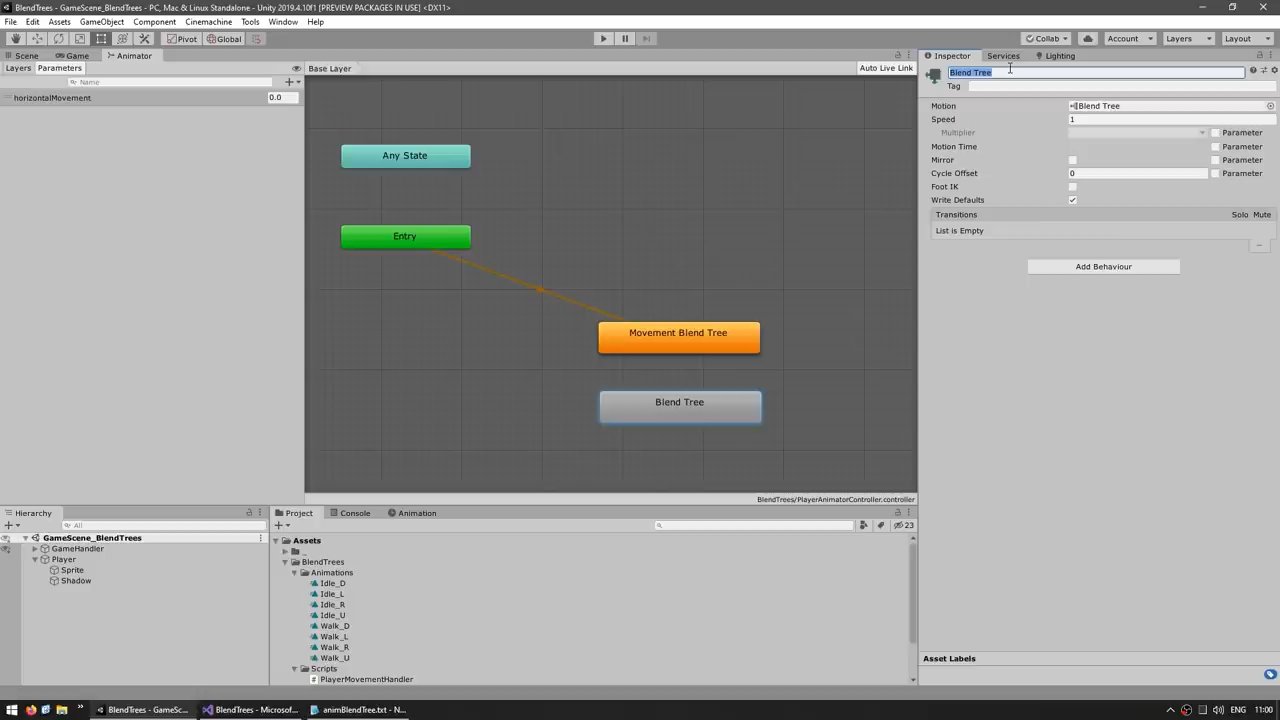 BlendTrees - GameScene_BlendTrees - PC, Mac & Linux Standalone - Unity 2019.4.10f1 [PREVIEW PACKAGES IN USE] <DX11>
File Edit Assets GameObject Component Cinemachine Tools Window Help
Pivot Global Collab Account Layers Layout
Scene Game Animator
Layers Parameters
Name
horizontalMovement 0.0
Base Layer Auto Live Link
Any State
Entry
Movement Blend Tree
Blend Tree
BlendTrees/PlayerAnimatorController.controller
Inspector Services Lighting
Blend Tree
Tag
Motion Blend Tree
Speed 1
Multiplier Parameter
Motion Time Parameter
Mirror Parameter
Cycle Offset 0 Parameter
Foot IK
Write Defaults
Transitions Solo Mute
List is Empty
Add Behaviour
Asset Labels
Hierarchy
All
GameScene_BlendTrees
GameHandler
Player
Sprite
Shadow
Project Console Animation
23
Assets
_
BlendTrees
Animations
Idle_D
Idle_L
Idle_R
Idle_U
Walk_D
Walk_L
Walk_R
Walk_U
Scripts
PlayerMovementHandler
BlendTrees - GameSc... BlendTrees - Microsof... animBlendTree.txt - N... ENG 11:00